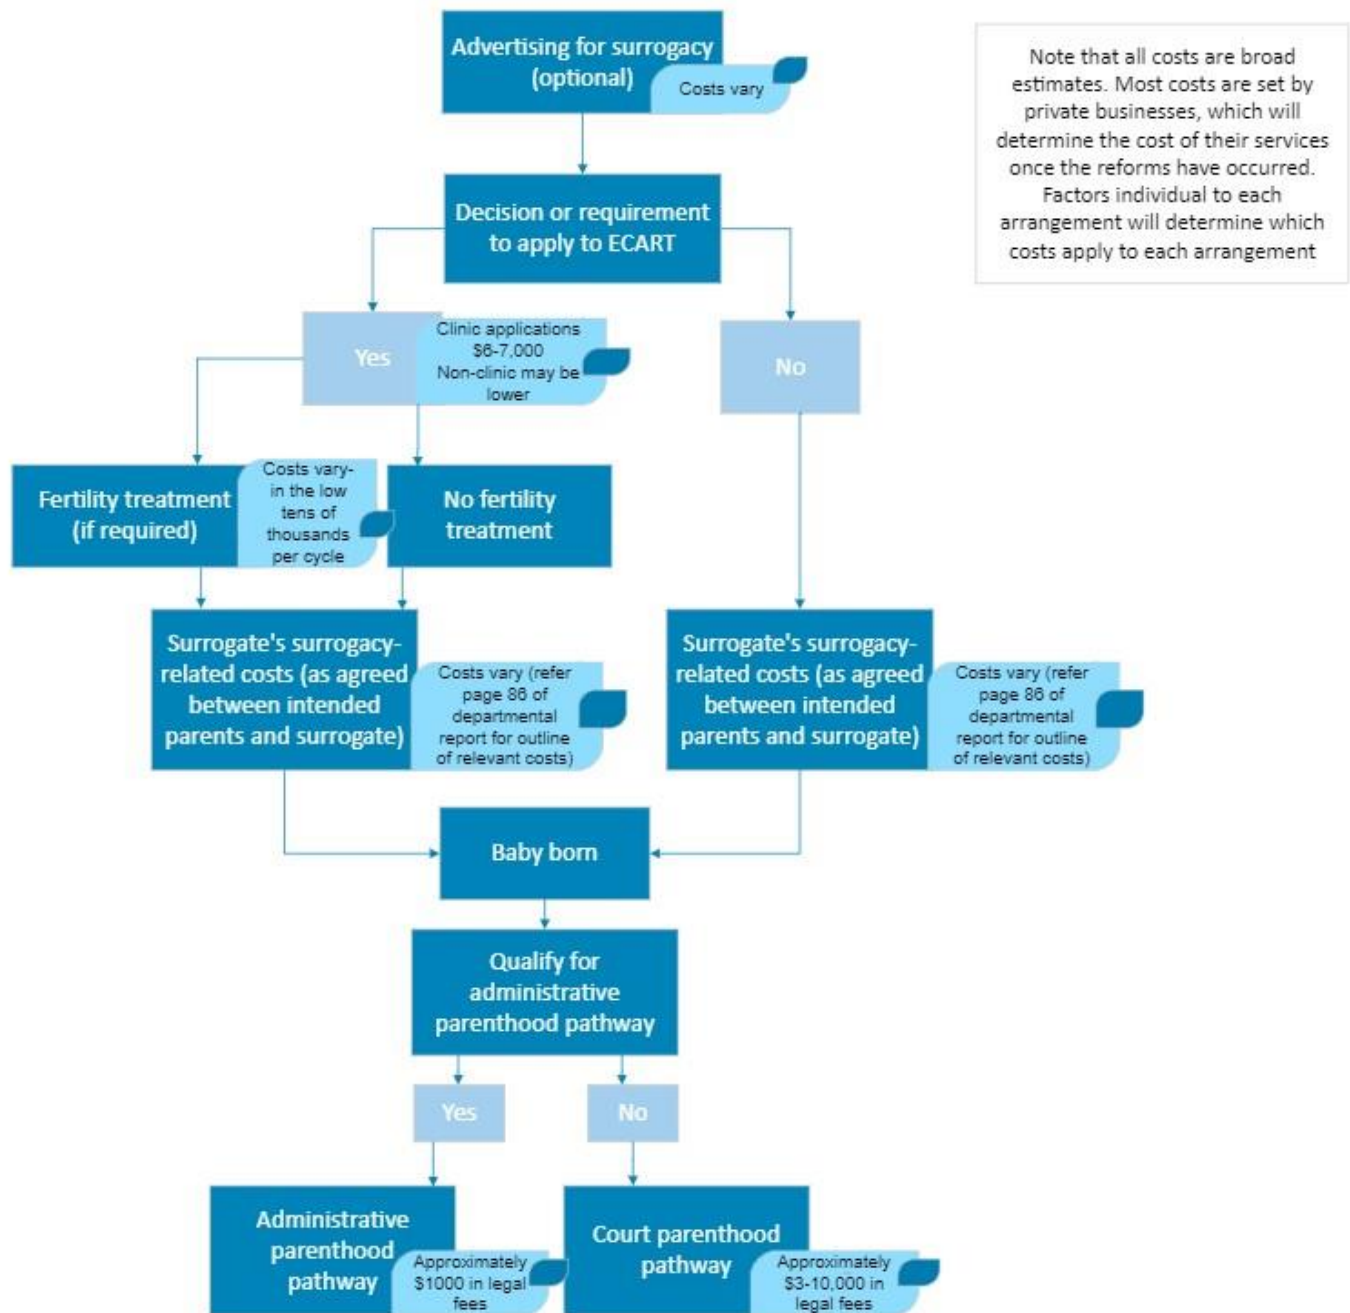 Advertising for surrogacy
(optional)
Costs vary
Note that all costs are broad
estimates. Most costs are set by
private businesses, which will
determine the cost of their services
once the reforms have occurred.
Factors individual to each
arrangement will determine which
costs apply to each arrangement
Decision or requirement
to apply to ECART
Yes
Clinic applications
$6-7,000
Non-clinic may be
lower
No
Fertility treatment
(if required)
Costs vary-
in the low
tens of
thousands
per cycle
No fertility
treatment
Surrogate's surrogacy-
related costs (as agreed
between intended
parents and surrogate)
Costs vary (refer
page 86 of
departmental
report for outline
of relevant costs)
Surrogate's surrogacy-
related costs (as agreed
between intended
parents and surrogate)
Costs vary (refer
page 86 of
departmental
report for outline
of relevant costs)
Baby born
Qualify for
administrative
parenthood pathway
Yes
No
Administrative
parenthood
pathway
Approximately
$1000 in legal
fees
Court parenthood
pathway
Approximately
$3-10,000 in
legal fees